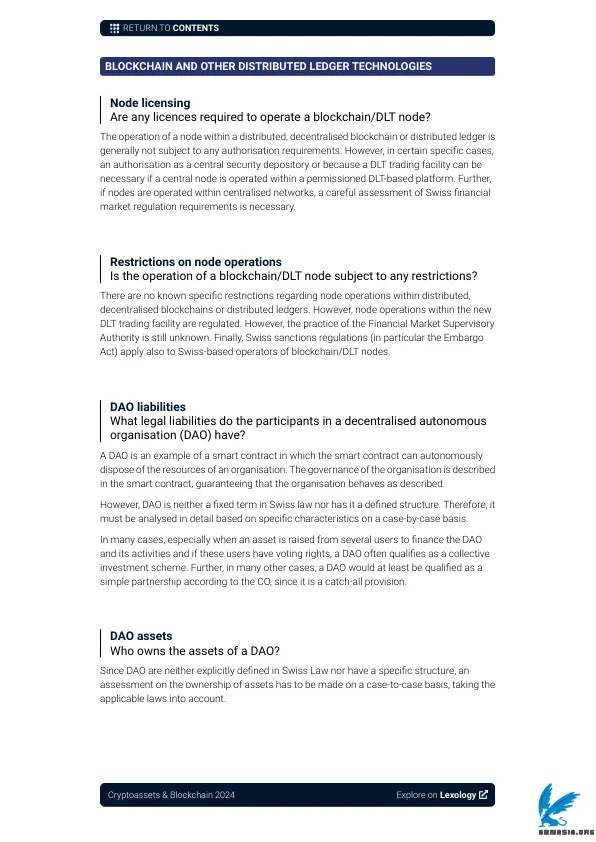 RETURN TO CONTENTS
BLOCKCHAIN AND OTHER DISTRIBUTED LEDGER TECHNOLOGIES
Node licensing
Are any licences required to operate a blockchain/DLT node?
The operation of a node within a distributed, decentralised blockchain or distributed ledger is
generally not subject to any authorisation requirements. However, in certain specific cases,
an authorisation as a central security depository or because a DLT trading facility can be
necessary if a central node is operated within a permissioned DLT-based platform. Further,
if nodes are operated within centralised networks, a careful assessment of Swiss financial
market regulation requirements is necessary.
Restrictions on node operations
Is the operation of a blockchain/DLT node subject to any restrictions?
There are no known specific restrictions regarding node operations within distributed,
decentralised blockchains or distributed ledgers. However, node operations within the new
DLT trading facility are regulated. However, the practice of the Financial Market Supervisory
Authority is still unknown. Finally, Swiss sanctions regulations (in particular the Embargo
Act) apply also to Swiss-based operators of blockchain/DLT nodes.
DAO liabilities
What legal liabilities do the participants in a decentralised autonomous
organisation (DAO) have?
A DAO is an example of a smart contract in which the smart contract can autonomously
dispose of the resources of an organisation. The governance of the organisation is described
in the smart contract, guaranteeing that the organisation behaves as described.
However, DAO is neither a fixed term in Swiss law nor has it a defined structure. Therefore, it
must be analysed in detail based on specific characteristics on a case-by-case basis.
In many cases, especially when an asset is raised from several users to finance the DAO
and its activities and if these users have voting rights, a DAO often qualifies as a collective
investment scheme. Further, in many other cases, a DAO would at least be qualified as a
simple partnership according to the CO, since it is a catch-all provision.
DAO assets
Who owns the assets of a DAO?
Since DAO are neither explicitly defined in Swiss Law nor have a specific structure, an
assessment on the ownership of assets has to be made on a case-to-case basis, taking the
applicable laws into account.
Cryptoassets & Blockchain 2024
Explore on Lexology
ABNASIA.ORG